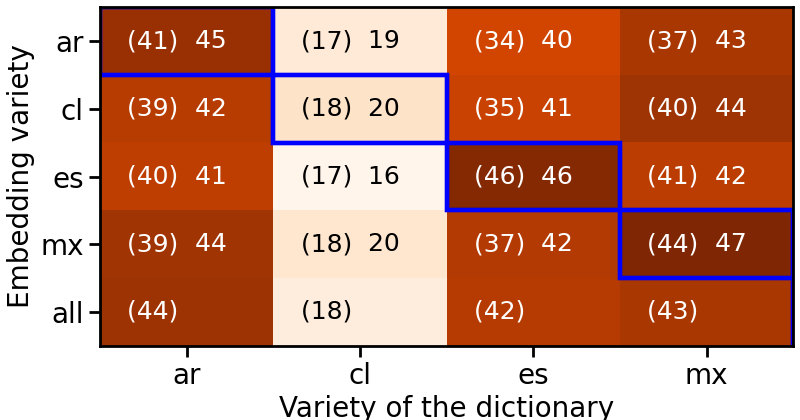 ar (41) 45 (17) 19 (34) 40 (37) 43
cl (39) 42 (18) 20 (35) 41 (40) 44
es (40) 41 (17) 16 (46) 46 (41) 42
mx (39) 44 (18) 20 (37) 42 (44) 47
all (44) (18) (42) (43)
ar cl es mx
Variety of the dictionary
Embedding variety